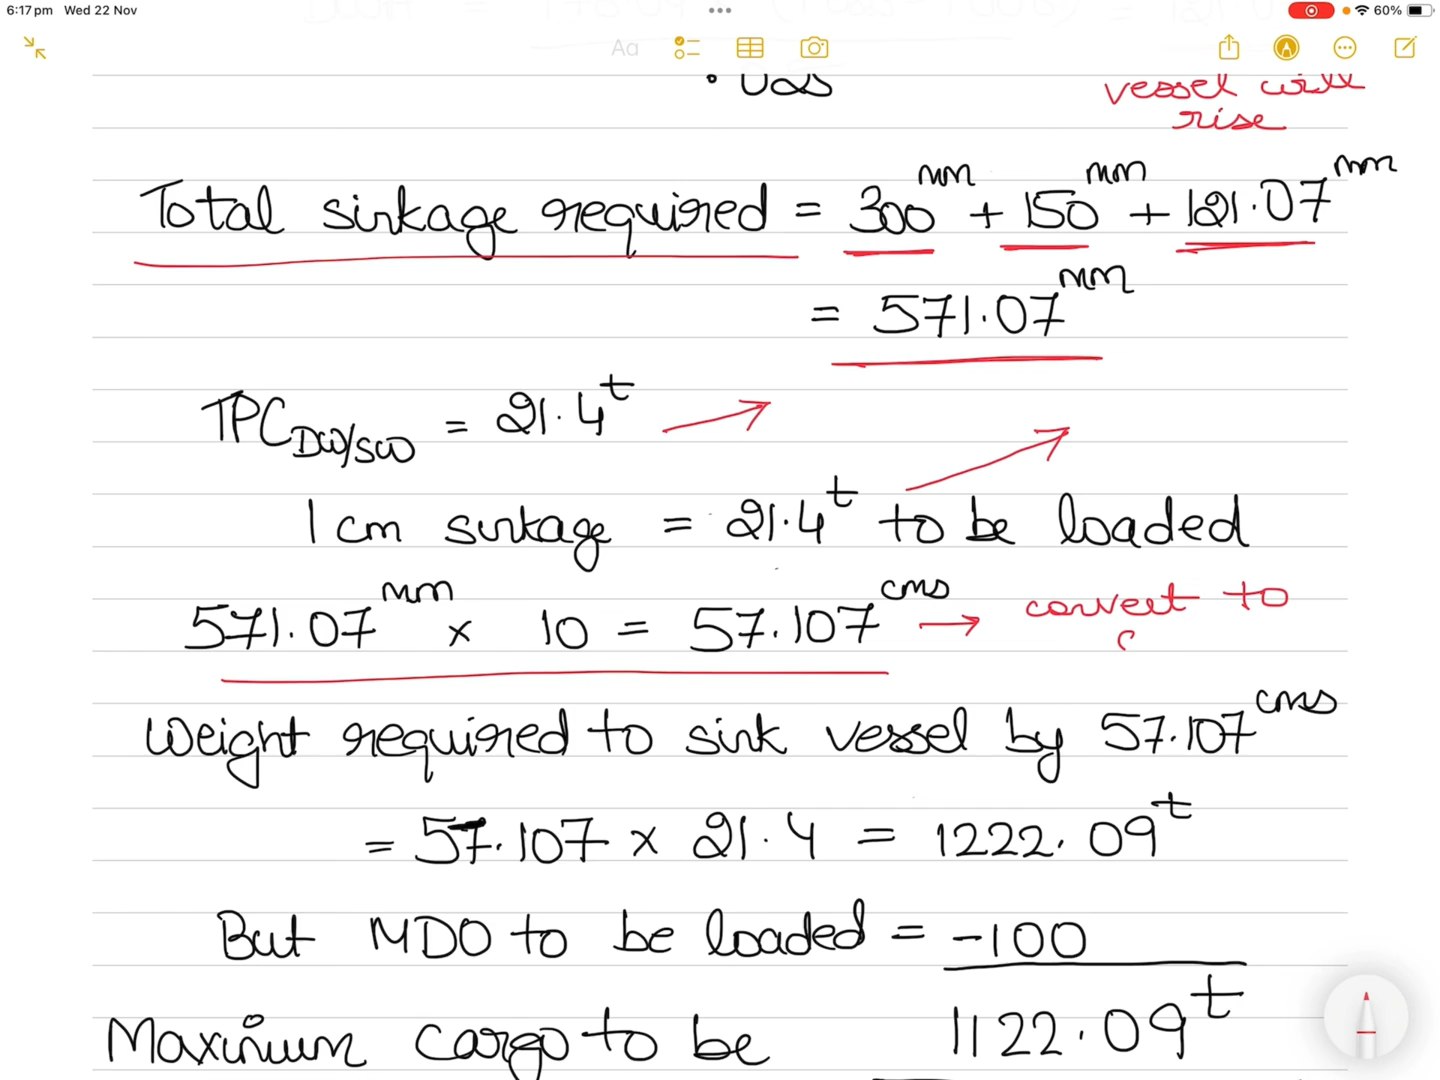 6:17 pm Wed 22 Nov
60%
Aa
vessel will
rise
Total sinkage required = 300 mm + 150 mm + 121.07 mm
= 571.07 mm
TPC DW/SW = 21.4 t
1 cm sinkage = 21.4 t to be loaded
571.07 mm x 10 = 57.107 cms → convert to
c
Weight required to sink vessel by 57.107 cms
= 57.107 x 21.4 = 1222.09 t
But MDO to be loaded = -100
Maximum cargo to be 1122.09 t